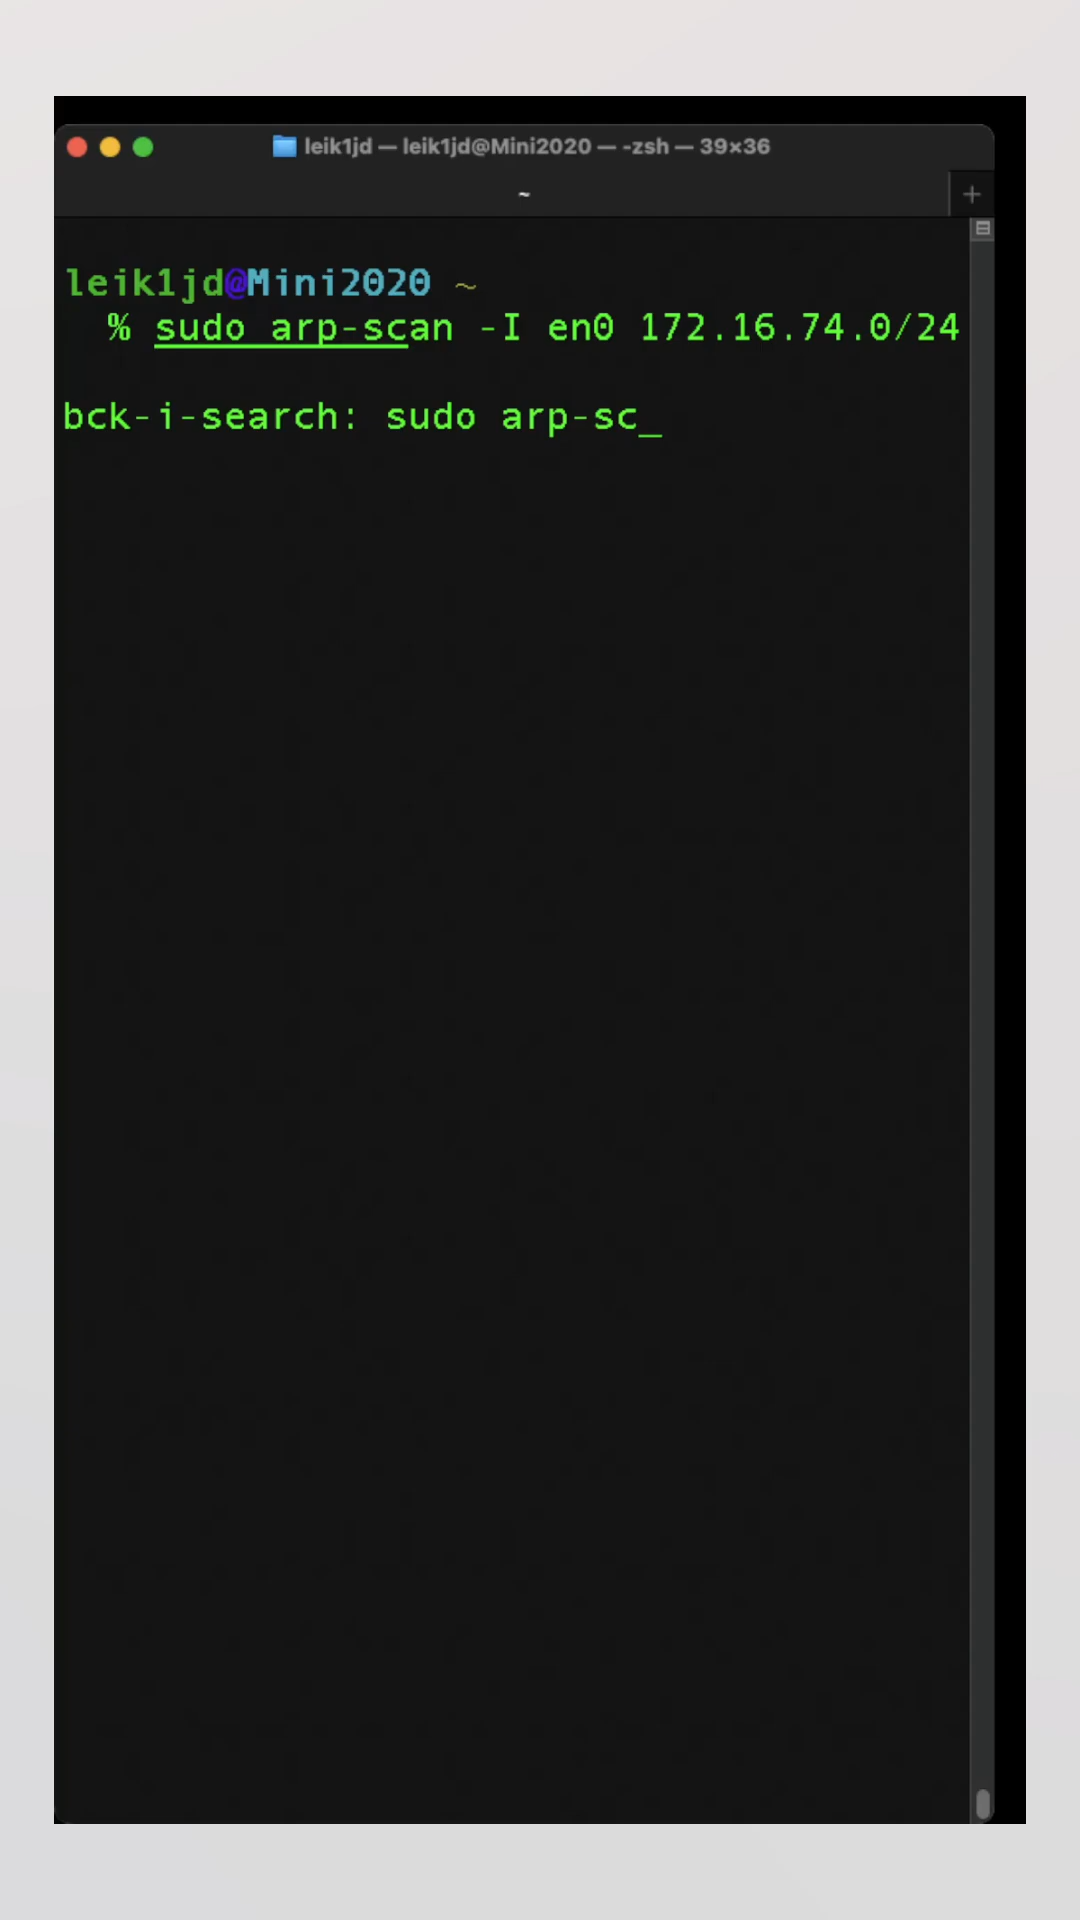 leik1jd — leik1jd@Mini2020 — -zsh — 39×36
~
+
leik1jd@Mini2020 ~
% sudo arp-scan -I en0 172.16.74.0/24
bck-i-search: sudo arp-sc_